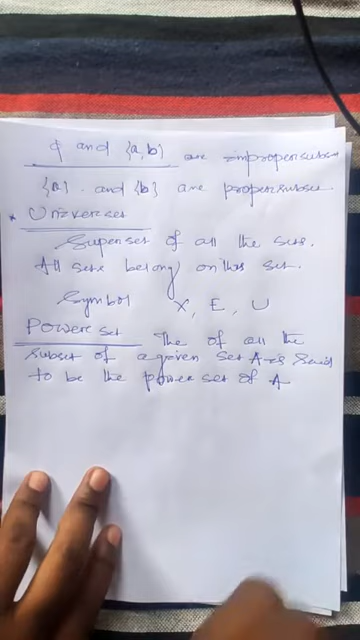 φ and {a, b} are improper subset
{a} and {b} are proper subset.
* Universet
Superset of all the sets.
All sets belong on this set.
Symbol X, E, U
Power set The of all the
subset of a given set A is said
to be the power set of A